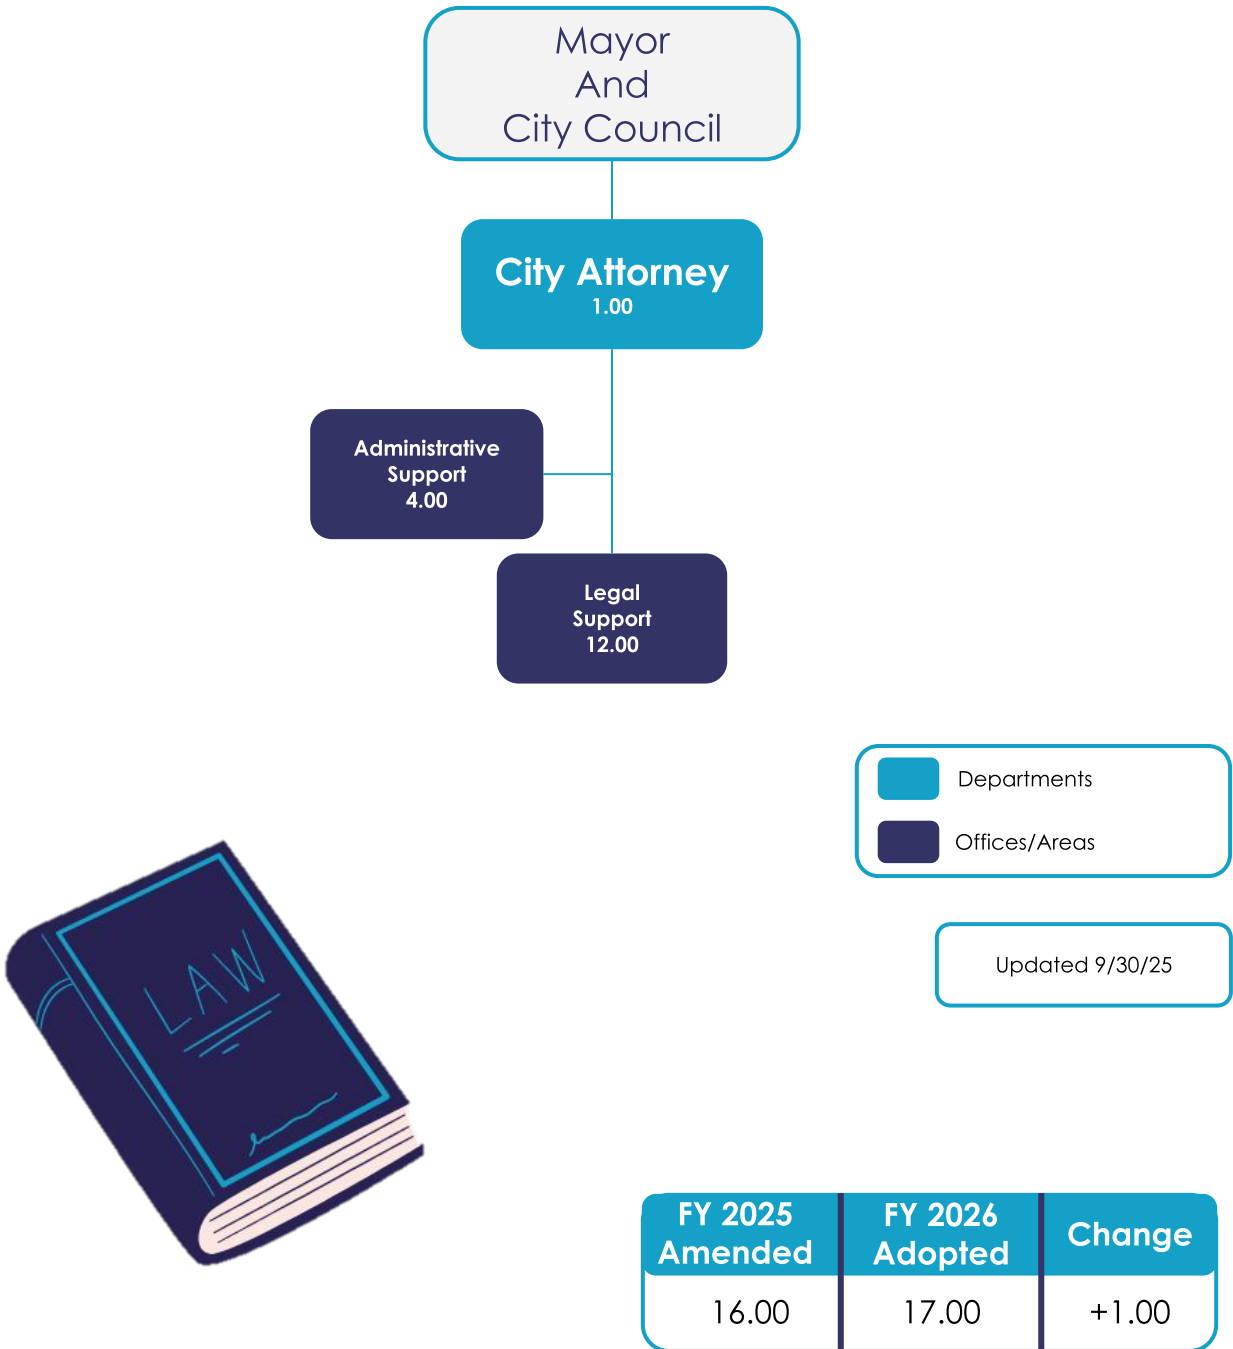 Mayor
And
City Council
City Attorney
1.00
Administrative
Support
4.00
Legal
Support
12.00
Departments
Offices/Areas
Updated 9/30/25
LAW
FY 2025
Amended
FY 2026
Adopted
Change
16.00
17.00
+1.00